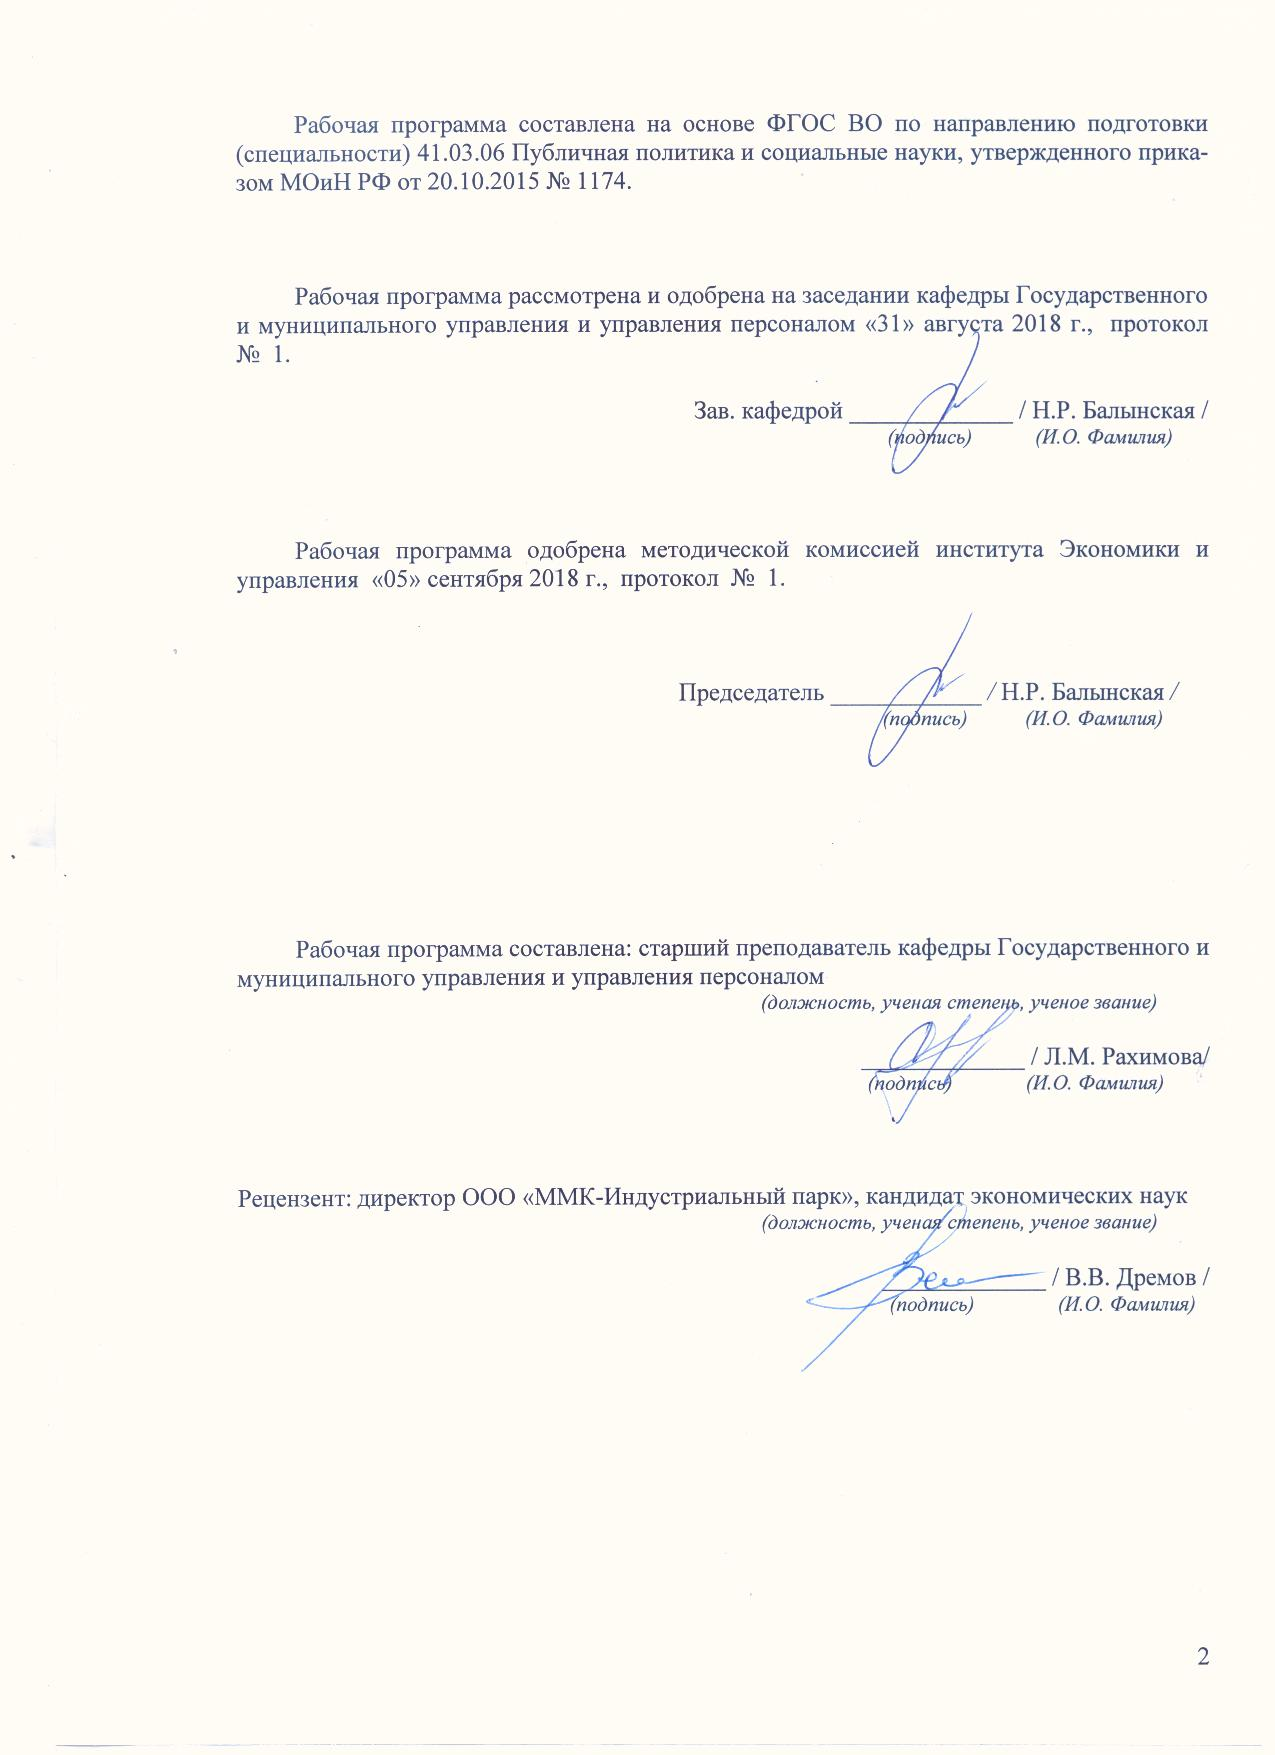 Рабочая программа составлена на основе ФГОС ВО по направлению подготовки
(специальности) 41.03.06 Публичная политика и социальные науки, утвержденного прика-
зом МОиН РФ от 20.10.2015 № 1174.
Рабочая программа рассмотрена и одобрена на заседании кафедры Государственного
и муниципального управления и управления персоналом «31» августа 2018 г., протокол
№ 1.
Зав. кафедрой _____________ / Н.Р. Балынская /
(подпись) (И.О. Фамилия)
Рабочая программа одобрена методической комиссией института Экономики и
управления «05» сентября 2018 г., протокол № 1.
Председатель ____________ / Н.Р. Балынская /
(подпись) (И.О. Фамилия)
Рабочая программа составлена: старший преподаватель кафедры Государственного и
муниципального управления и управления персоналом
(должность, ученая степень, ученое звание)
_____________ / Л.М. Рахимова/
(подпись) (И.О. Фамилия)
Рецензент: директор ООО «ММК-Индустриальный парк», кандидат экономических наук
(должность, ученая степень, ученое звание)
_____________ / В.В. Дремов /
(подпись) (И.О. Фамилия)
2